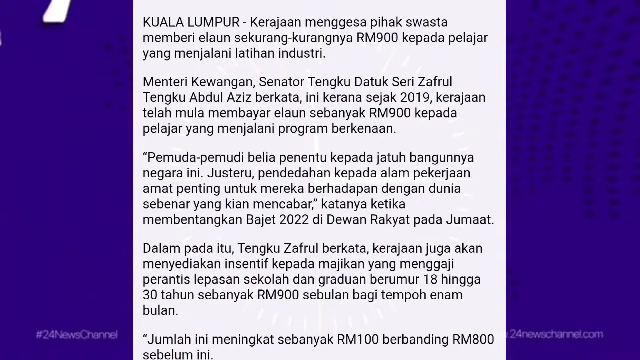 KUALA LUMPUR - Kerajaan menggesa pihak swasta
memberi elaun sekurang-kurangnya RM900 kepada pelajar
yang menjalani latihan industri.
Menteri Kewangan, Senator Tengku Datuk Seri Zafrul
Tengku Abdul Aziz berkata, ini kerana sejak 2019, kerajaan
telah mula membayar elaun sebanyak RM900 kepada
pelajar yang menjalani program berkenaan.
“Pemuda-pemudi belia penentu kepada jatuh bangunnya
negara ini. Justeru, pendedahan kepada alam pekerjaan
amat penting untuk mereka berhadapan dengan dunia
sebenar yang kian mencabar,” katanya ketika
membentangkan Bajet 2022 di Dewan Rakyat pada Jumaat.
Dalam pada itu, Tengku Zafrul berkata, kerajaan juga akan
menyediakan insentif kepada majikan yang menggaji
perantis lepasan sekolah dan graduan berumur 18 hingga
30 tahun sebanyak RM900 sebulan bagi tempoh enam
bulan.
#24NewsChannel
“Jumlah ini meningkat sebanyak RM100 berbanding RM800
www.24newschannel.com
sebelum ini.